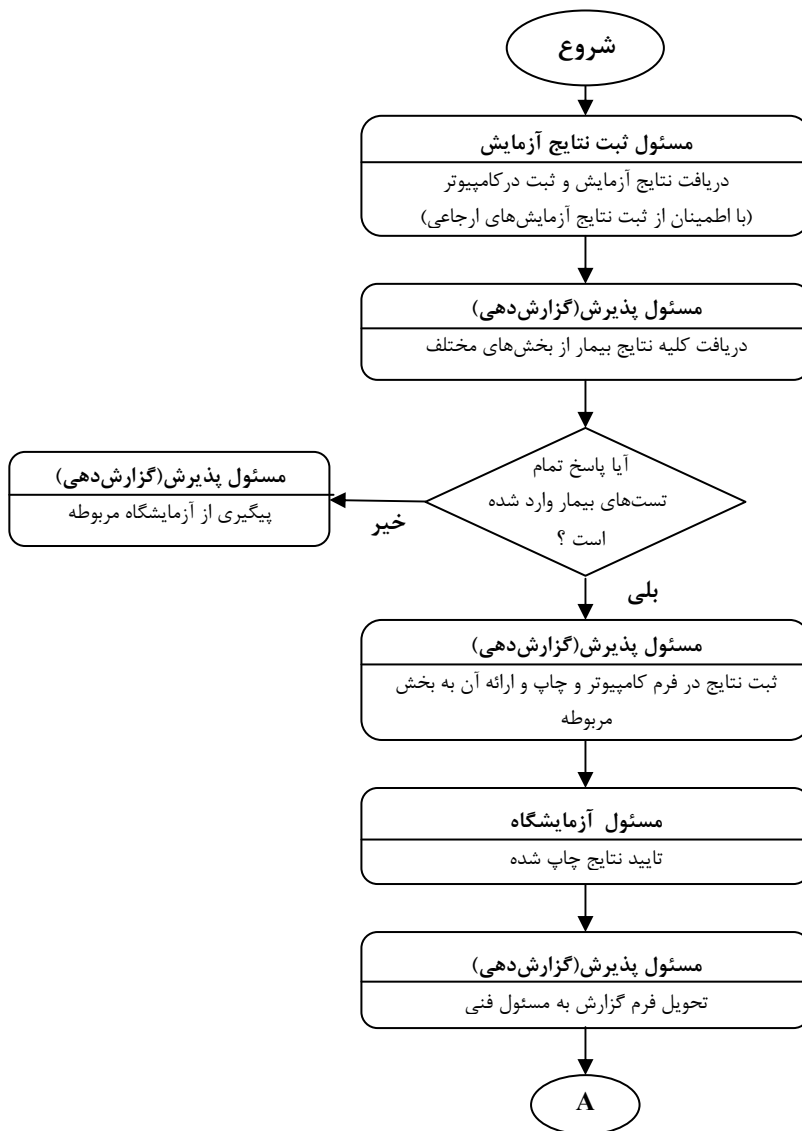 شروع
مسئول ثبت نتایج آزمایش
دریافت نتایج آزمایش و ثبت درکامپیوتر
(با اطمینان از ثبت نتایج آزمایش‌های ارجاعی)
مسئول پذیرش(گزارش‌دهی)
دریافت کلیه نتایج بیمار از بخش‌های مختلف
آیا پاسخ تمام
تست‌های بیمار وارد شده
است ؟
خیر
مسئول پذیرش(گزارش‌دهی)
پیگیری از آزمایشگاه مربوطه
بلی
مسئول پذیرش(گزارش‌دهی)
ثبت نتایج در فرم کامپیوتر و چاپ و ارائه آن به بخش
مربوطه
مسئول آزمایشگاه
تایید نتایج چاپ شده
مسئول پذیرش(گزارش‌دهی)
تحویل فرم گزارش به مسئول فنی
A